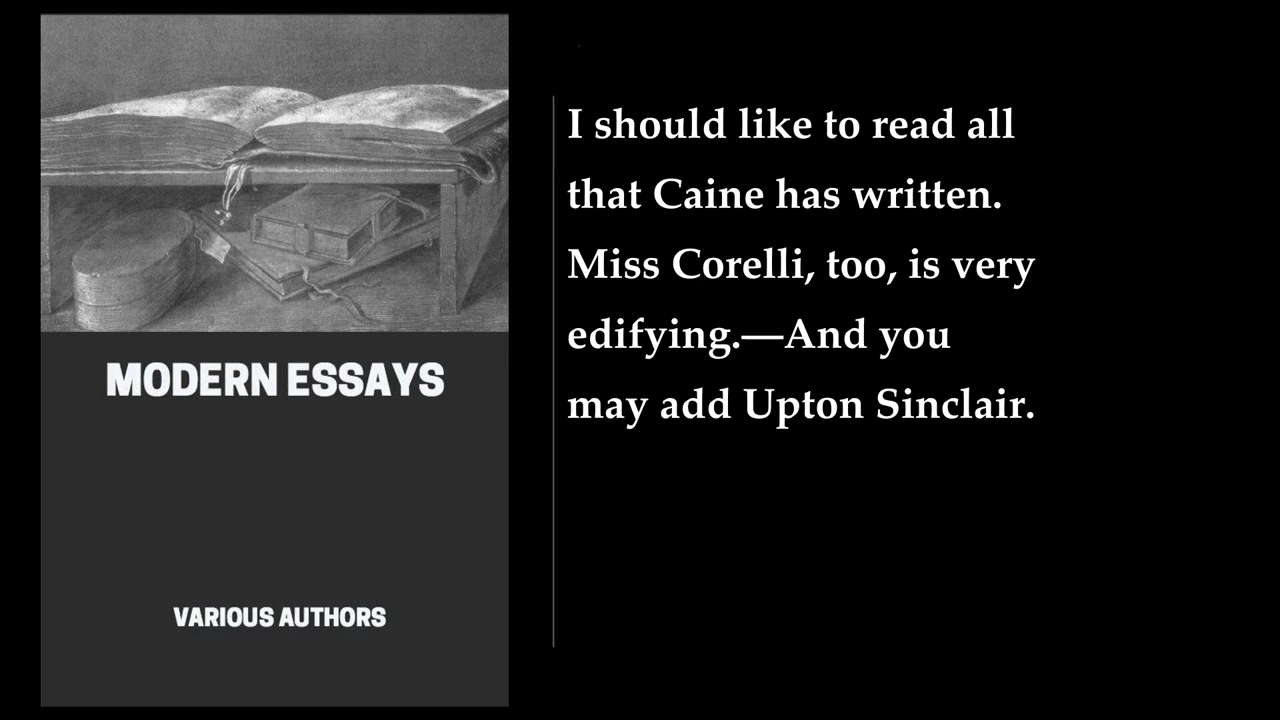 MODERN ESSAYS
VARIOUS AUTHORS
I should like to read all
that Caine has written.
Miss Corelli, too, is very
edifying.—And you
may add Upton Sinclair.